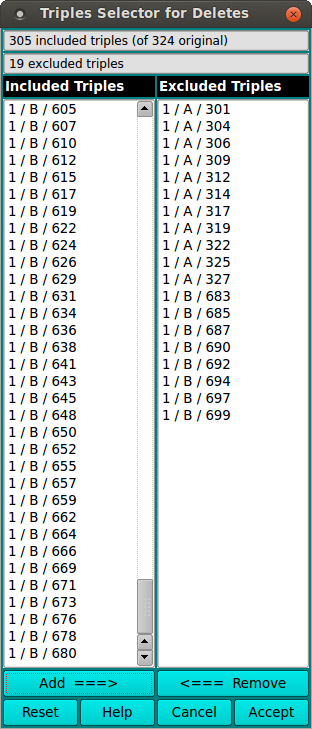 Triples Selector for Deletes
305 included triples (of 324 original)
19 excluded triples
Included Triples
1 / B / 605
1 / B / 607
1 / B / 610
1 / B / 612
1 / B / 615
1 / B / 617
1 / B / 619
1 / B / 622
1 / B / 624
1 / B / 626
1 / B / 629
1 / B / 631
1 / B / 634
1 / B / 636
1 / B / 638
1 / B / 641
1 / B / 643
1 / B / 645
1 / B / 648
1 / B / 650
1 / B / 652
1 / B / 655
1 / B / 657
1 / B / 659
1 / B / 662
1 / B / 664
1 / B / 666
1 / B / 669
1 / B / 671
1 / B / 673
1 / B / 676
1 / B / 678
1 / B / 680
Excluded Triples
1 / A / 301
1 / A / 304
1 / A / 306
1 / A / 309
1 / A / 312
1 / A / 314
1 / A / 317
1 / A / 319
1 / A / 322
1 / A / 325
1 / A / 327
1 / B / 683
1 / B / 685
1 / B / 687
1 / B / 690
1 / B / 692
1 / B / 694
1 / B / 697
1 / B / 699
Add ===>
<=== Remove
Reset
Help
Cancel
Accept